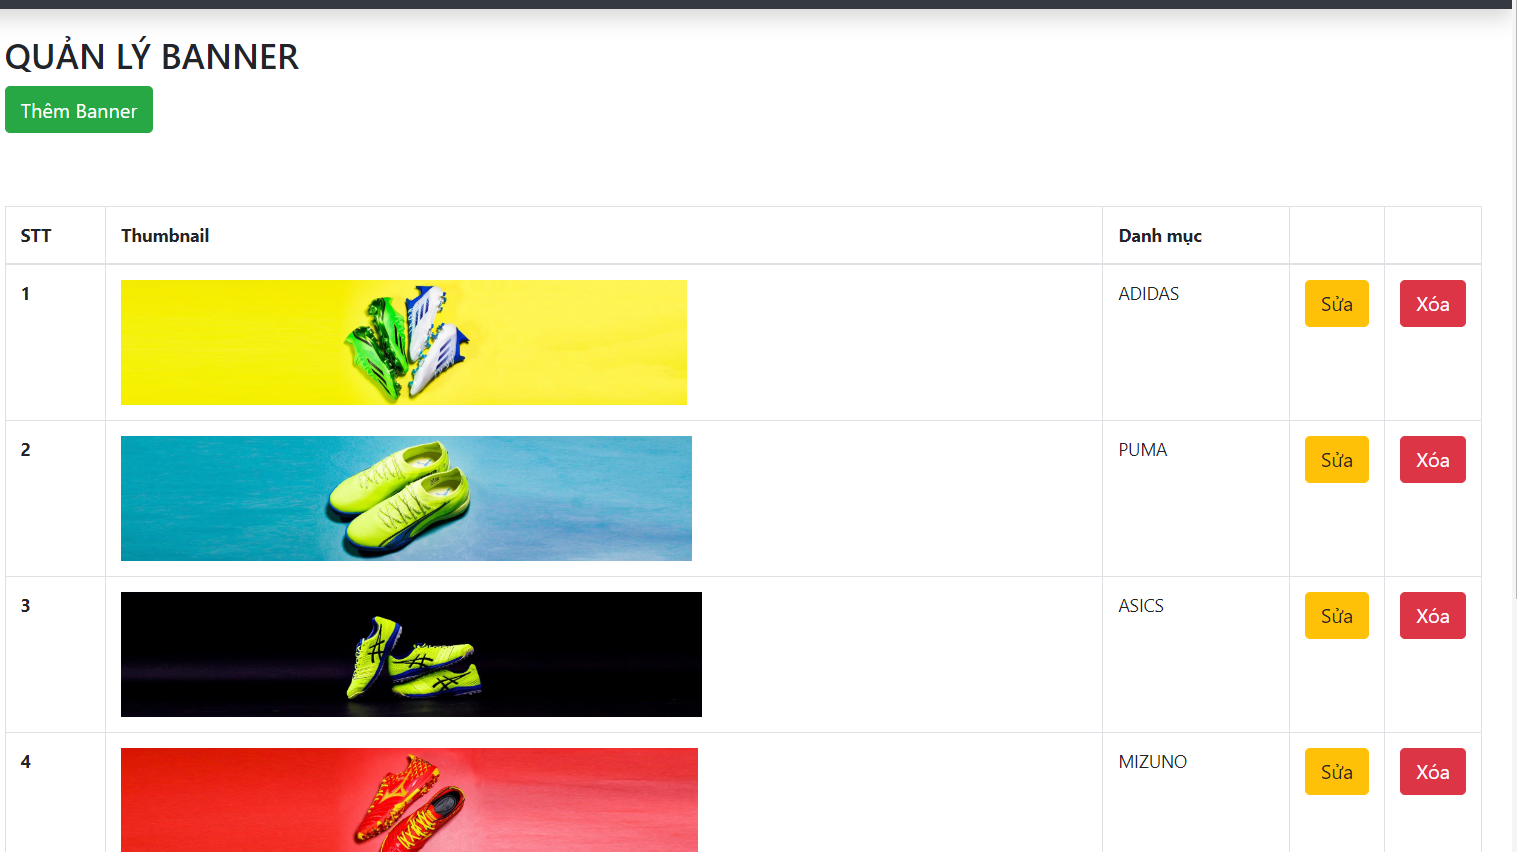 QUẢN LÝ BANNER
Thêm Banner
STT Thumbnail Danh mục
1 ADIDAS Sửa Xóa
2 PUMA Sửa Xóa
3 ASICS Sửa Xóa
4 MIZUNO Sửa Xóa